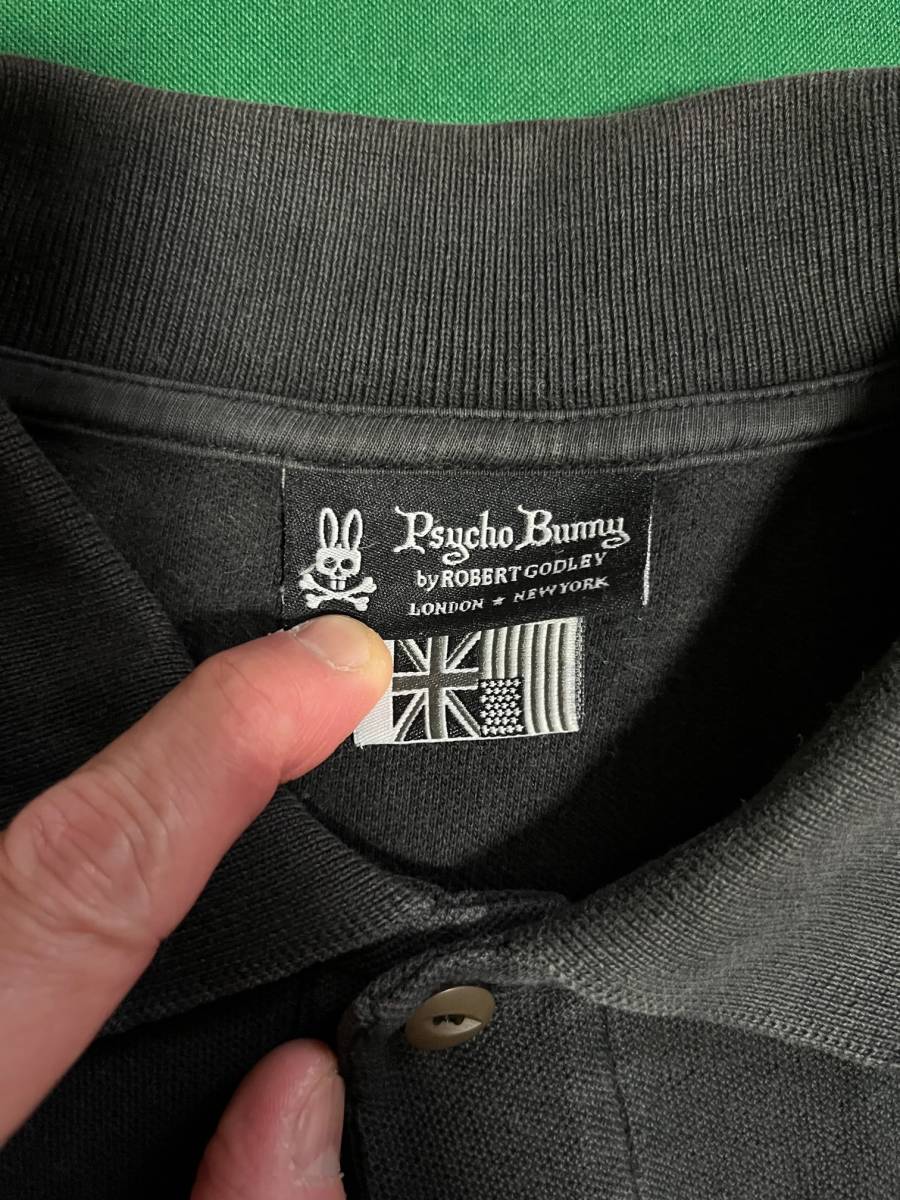 Psycho Bunny
by ROBERT GODLEY
LONDON ★ NEW YORK